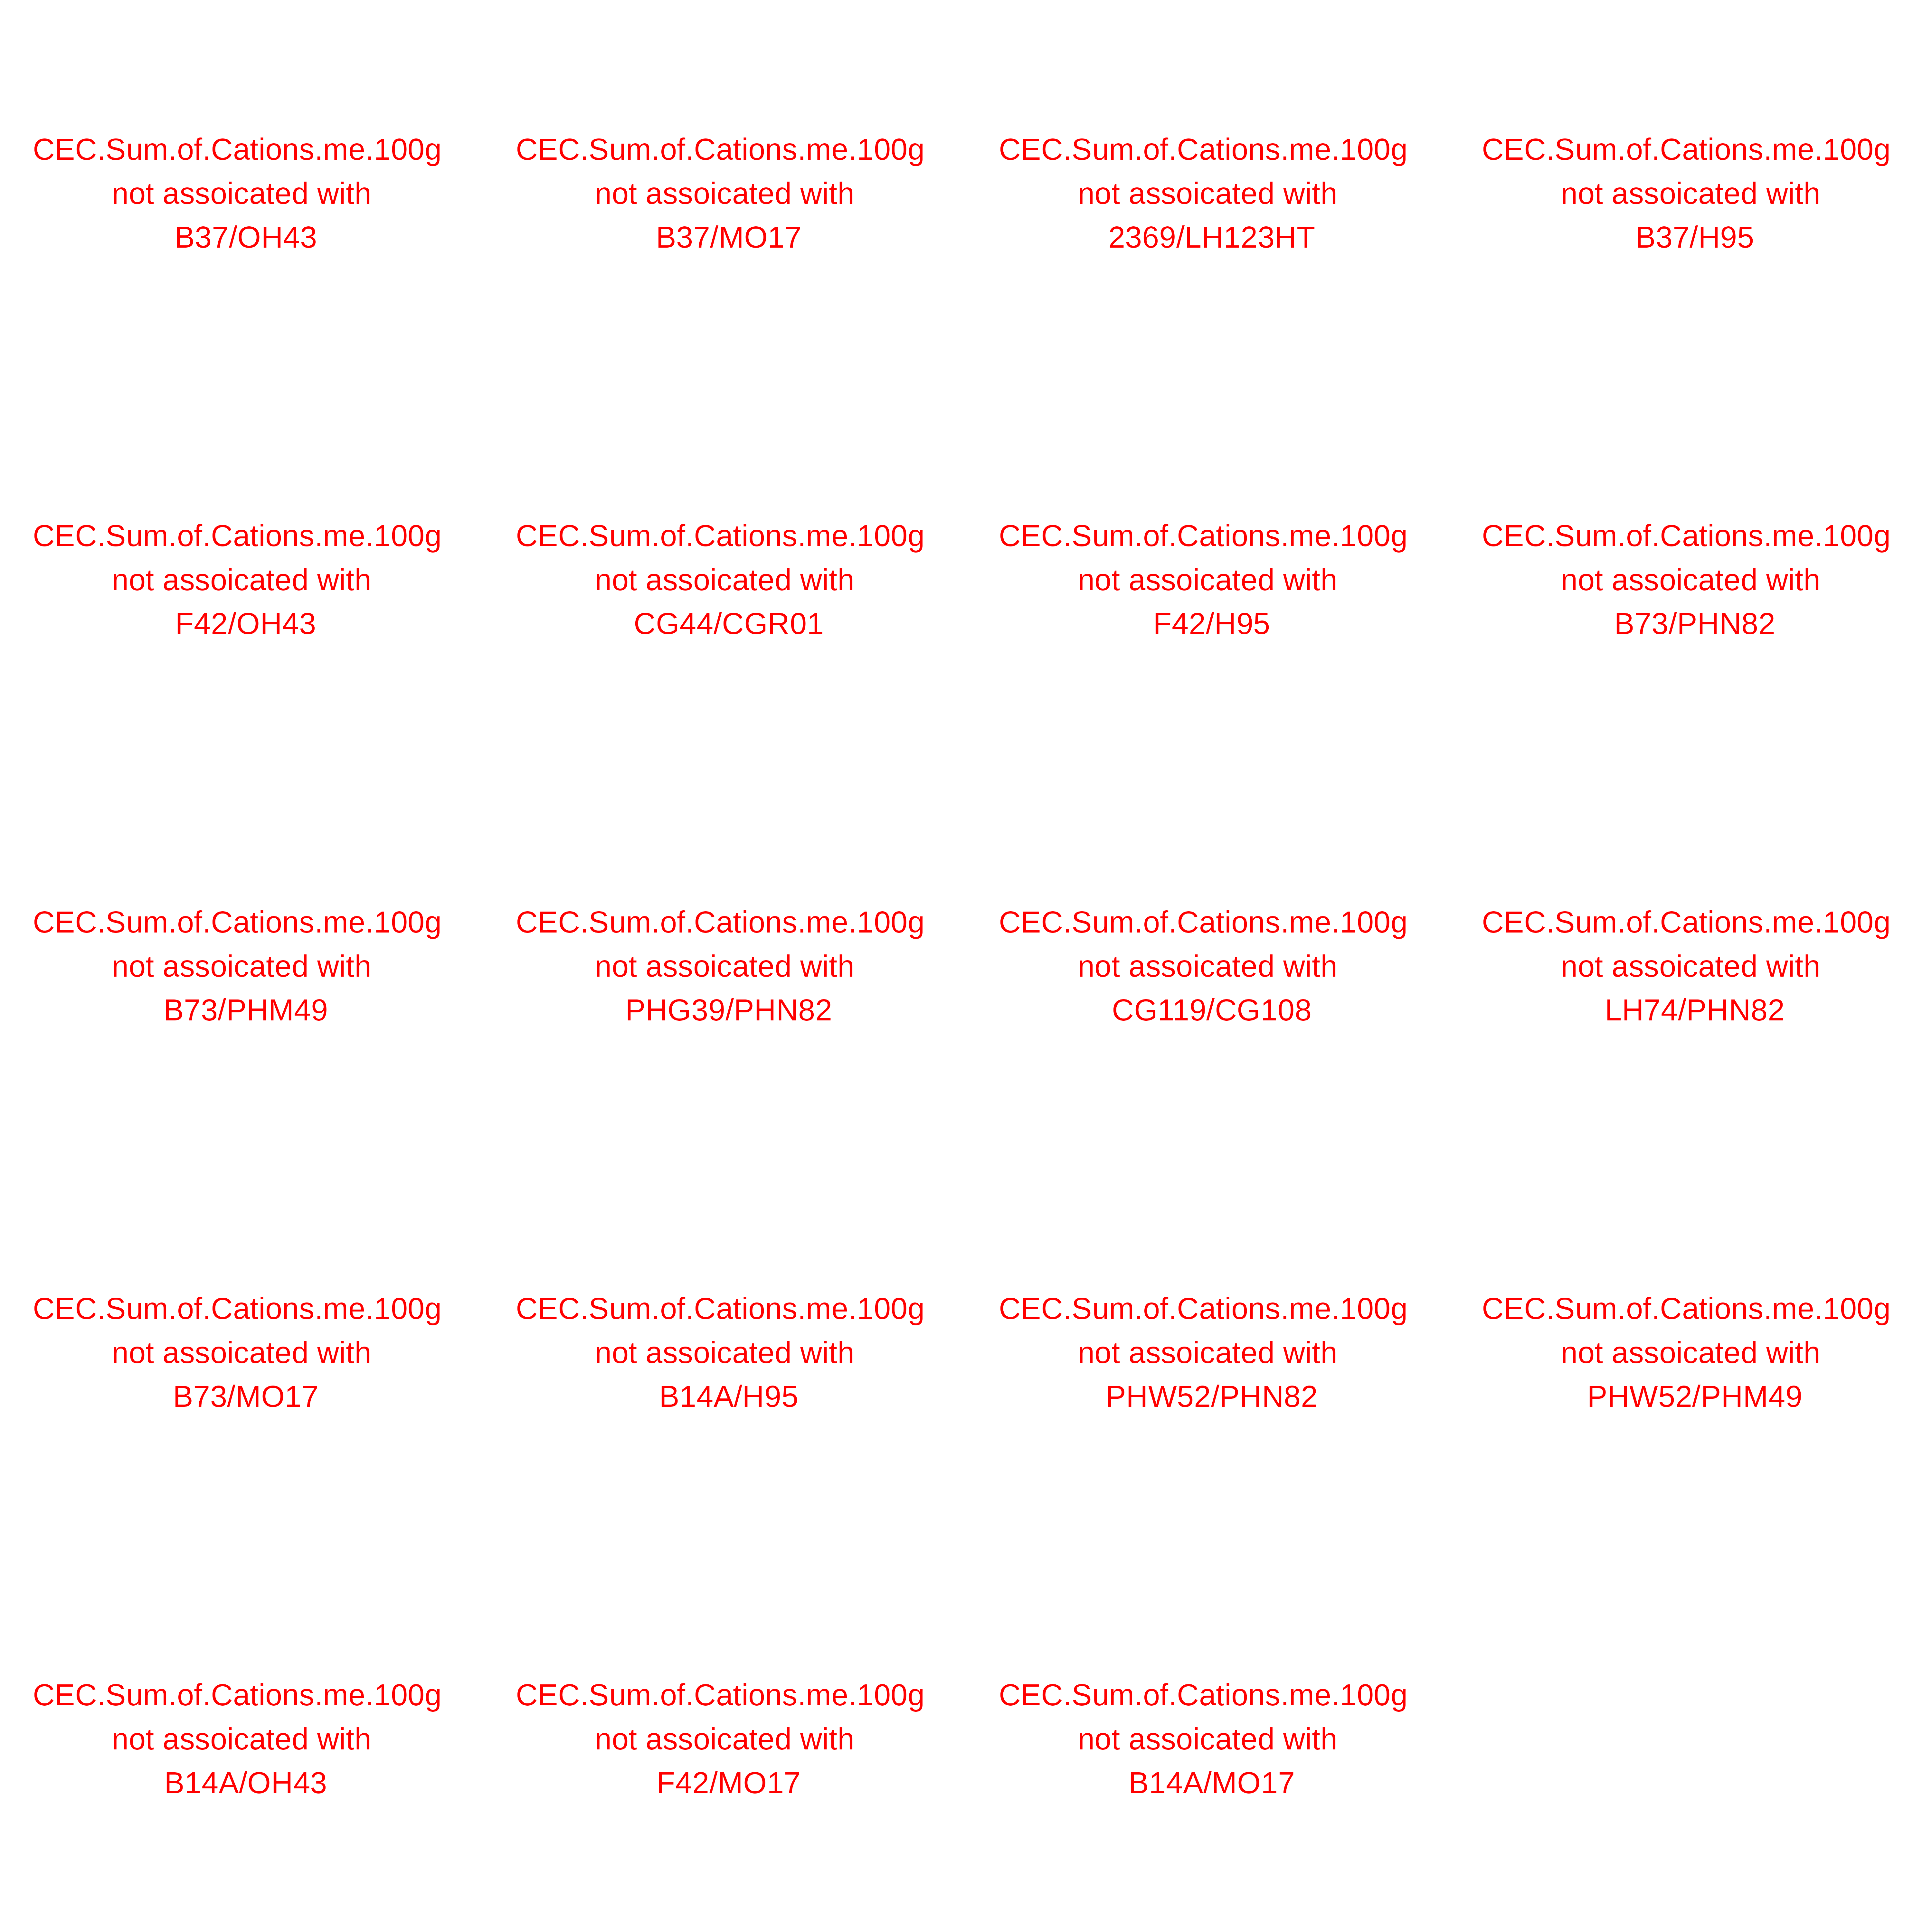 CEC.Sum.of.Cations.me.100g
not assoicated with
B37/OH43
CEC.Sum.of.Cations.me.100g
not assoicated with
B37/MO17
CEC.Sum.of.Cations.me.100g
not assoicated with
2369/LH123HT
CEC.Sum.of.Cations.me.100g
not assoicated with
B37/H95
CEC.Sum.of.Cations.me.100g
not assoicated with
F42/OH43
CEC.Sum.of.Cations.me.100g
not assoicated with
CG44/CGR01
CEC.Sum.of.Cations.me.100g
not assoicated with
F42/H95
CEC.Sum.of.Cations.me.100g
not assoicated with
B73/PHN82
CEC.Sum.of.Cations.me.100g
not assoicated with
B73/PHM49
CEC.Sum.of.Cations.me.100g
not assoicated with
PHG39/PHN82
CEC.Sum.of.Cations.me.100g
not assoicated with
CG119/CG108
CEC.Sum.of.Cations.me.100g
not assoicated with
LH74/PHN82
CEC.Sum.of.Cations.me.100g
not assoicated with
B73/MO17
CEC.Sum.of.Cations.me.100g
not assoicated with
B14A/H95
CEC.Sum.of.Cations.me.100g
not assoicated with
PHW52/PHN82
CEC.Sum.of.Cations.me.100g
not assoicated with
PHW52/PHM49
CEC.Sum.of.Cations.me.100g
not assoicated with
B14A/OH43
CEC.Sum.of.Cations.me.100g
not assoicated with
F42/MO17
CEC.Sum.of.Cations.me.100g
not assoicated with
B14A/MO17